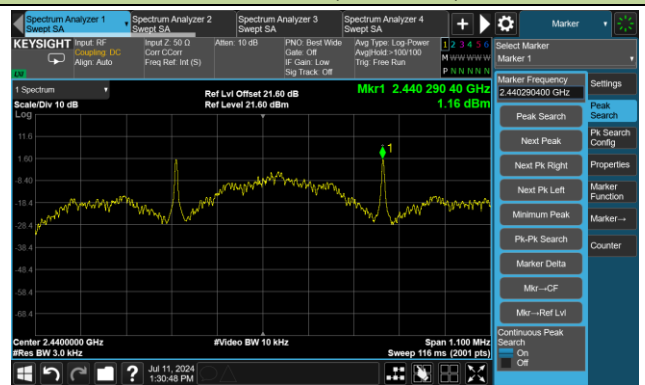 Spectrum Analyzer 1
Swept SA
Spectrum Analyzer 2
Swept SA
Spectrum Analyzer 3
Swept SA
Spectrum Analyzer 4
Swept SA
+
Marker
KEYSIGHT
Input: RF
Coupling: DC
Align: Auto
Input Z: 50 Ω
Corr CCorr
Freq Ref: Int (S)
Atten: 10 dB
PNO: Best Wide
Gate: Off
IF Gain: Low
Sig Track: Off
Avg Type: Log-Power
Avg|Hold:>100/100
Trig: Free Run
1 2 3 4 5 6
M W W W W W
P N N N N N
LXI
Select Marker
Marker 1
1 Spectrum
Scale/Div 10 dB
Log
Ref Lvl Offset 21.60 dB
Ref Level 21.60 dBm
Mkr1 2.440 290 40 GHz
1.16 dBm
11.6
1.60
-8.40
-18.4
-28.4
-38.4
-48.4
-58.4
-68.4
1
Center 2.4400000 GHz
#Res BW 3.0 kHz
#Video BW 10 kHz
Span 1.100 MHz
Sweep 116 ms (2001 pts)
Marker Frequency
2.440290400 GHz
Peak Search
Next Peak
Next Pk Right
Next Pk Left
Minimum Peak
Pk-Pk Search
Marker Delta
Mkr→CF
Mkr→Ref Lvl
Continuous Peak
Search
On
Off
Settings
Peak
Search
Pk Search
Config
Properties
Marker
Function
Marker→
Counter
?
Jul 11, 2024
1:30:48 PM